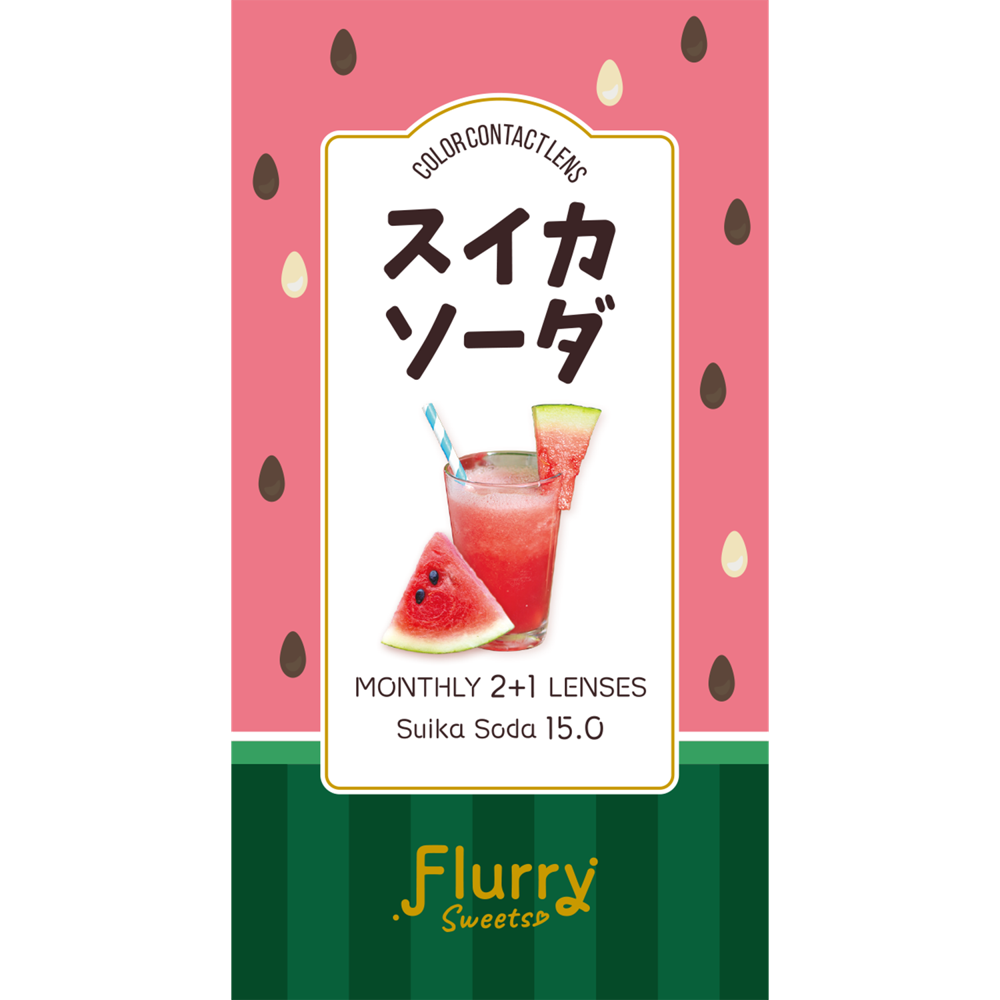 COLOR CONTACT LENS
スイカ
ソーダ
MONTHLY 2+1 LENSES
Suika Soda 15.0
Flurry
Sweets